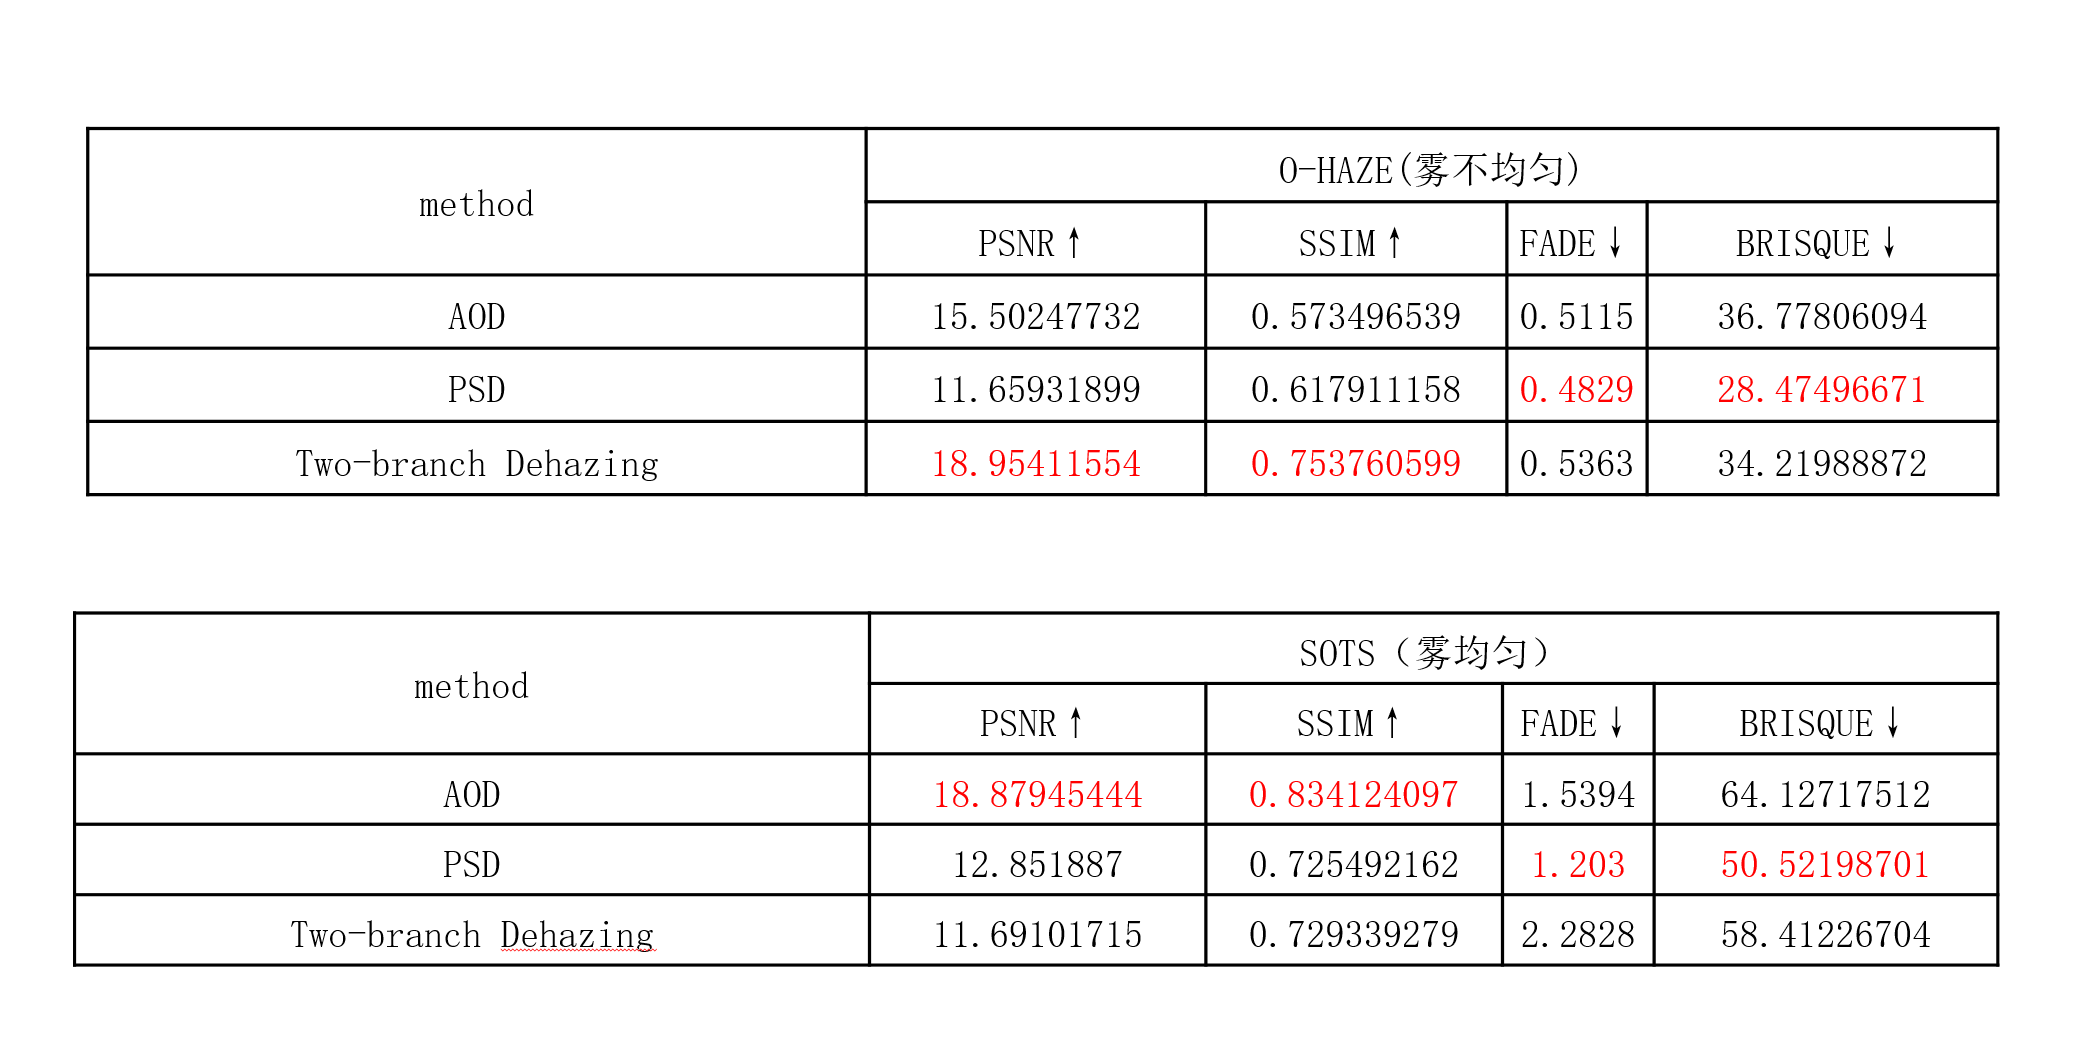 O-HAZE(雾不均匀)
method
PSNR↑ SSIM↑ FADE↓ BRISQUE↓
AOD 15.50247732 0.573496539 0.5115 36.77806094
PSD 11.65931899 0.617911158 0.4829 28.47496671
Two-branch Dehazing 18.95411554 0.753760599 0.5363 34.21988872
SOTS（雾均匀）
method
PSNR↑ SSIM↑ FADE↓ BRISQUE↓
AOD 18.87945444 0.834124097 1.5394 64.12717512
PSD 12.851887 0.725492162 1.203 50.52198701
Two-branch Dehazing 11.69101715 0.729339279 2.2828 58.41226704